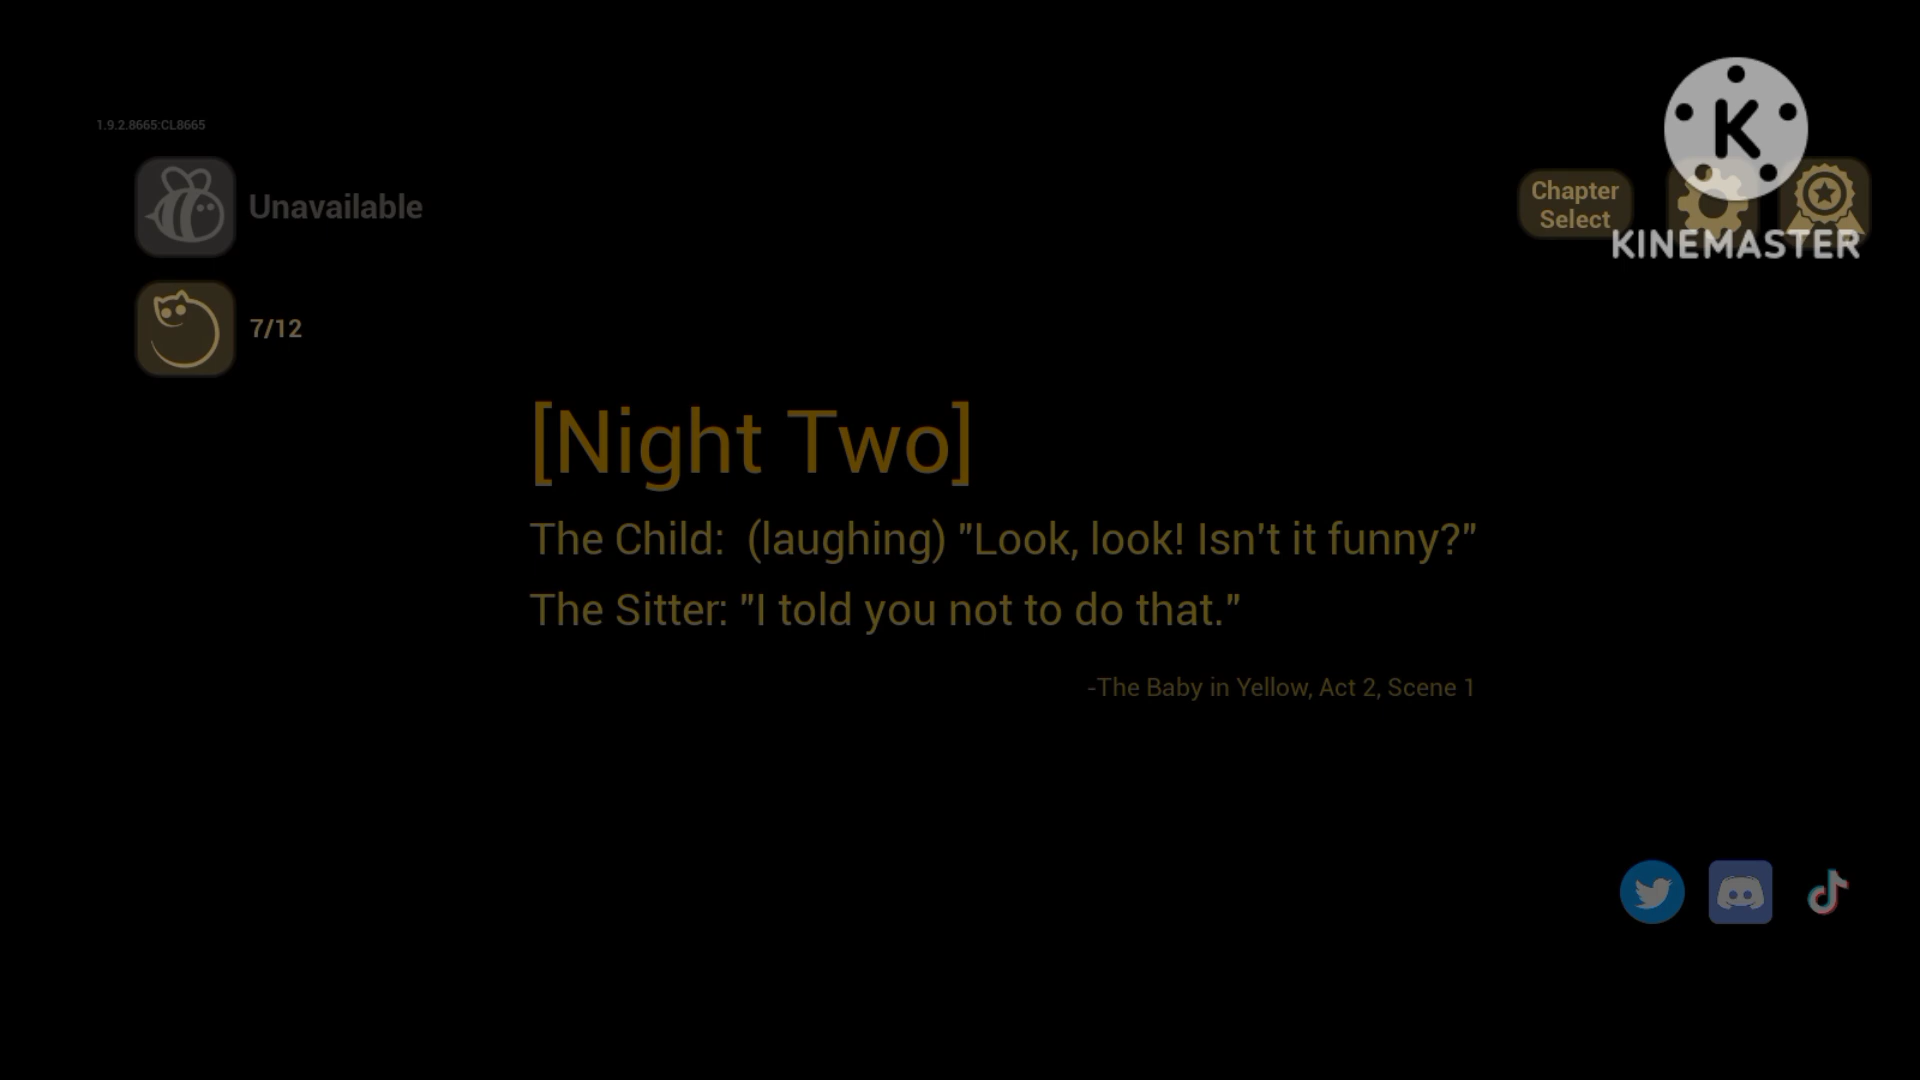 1.9.2.8665:CL8665
Unavailable
7/12
Chapter
Select
K
KINEMASTER
[Night Two]
The Child:  (laughing) "Look, look! Isn't it funny?"
The Sitter: "I told you not to do that."
-The Baby in Yellow, Act 2, Scene 1